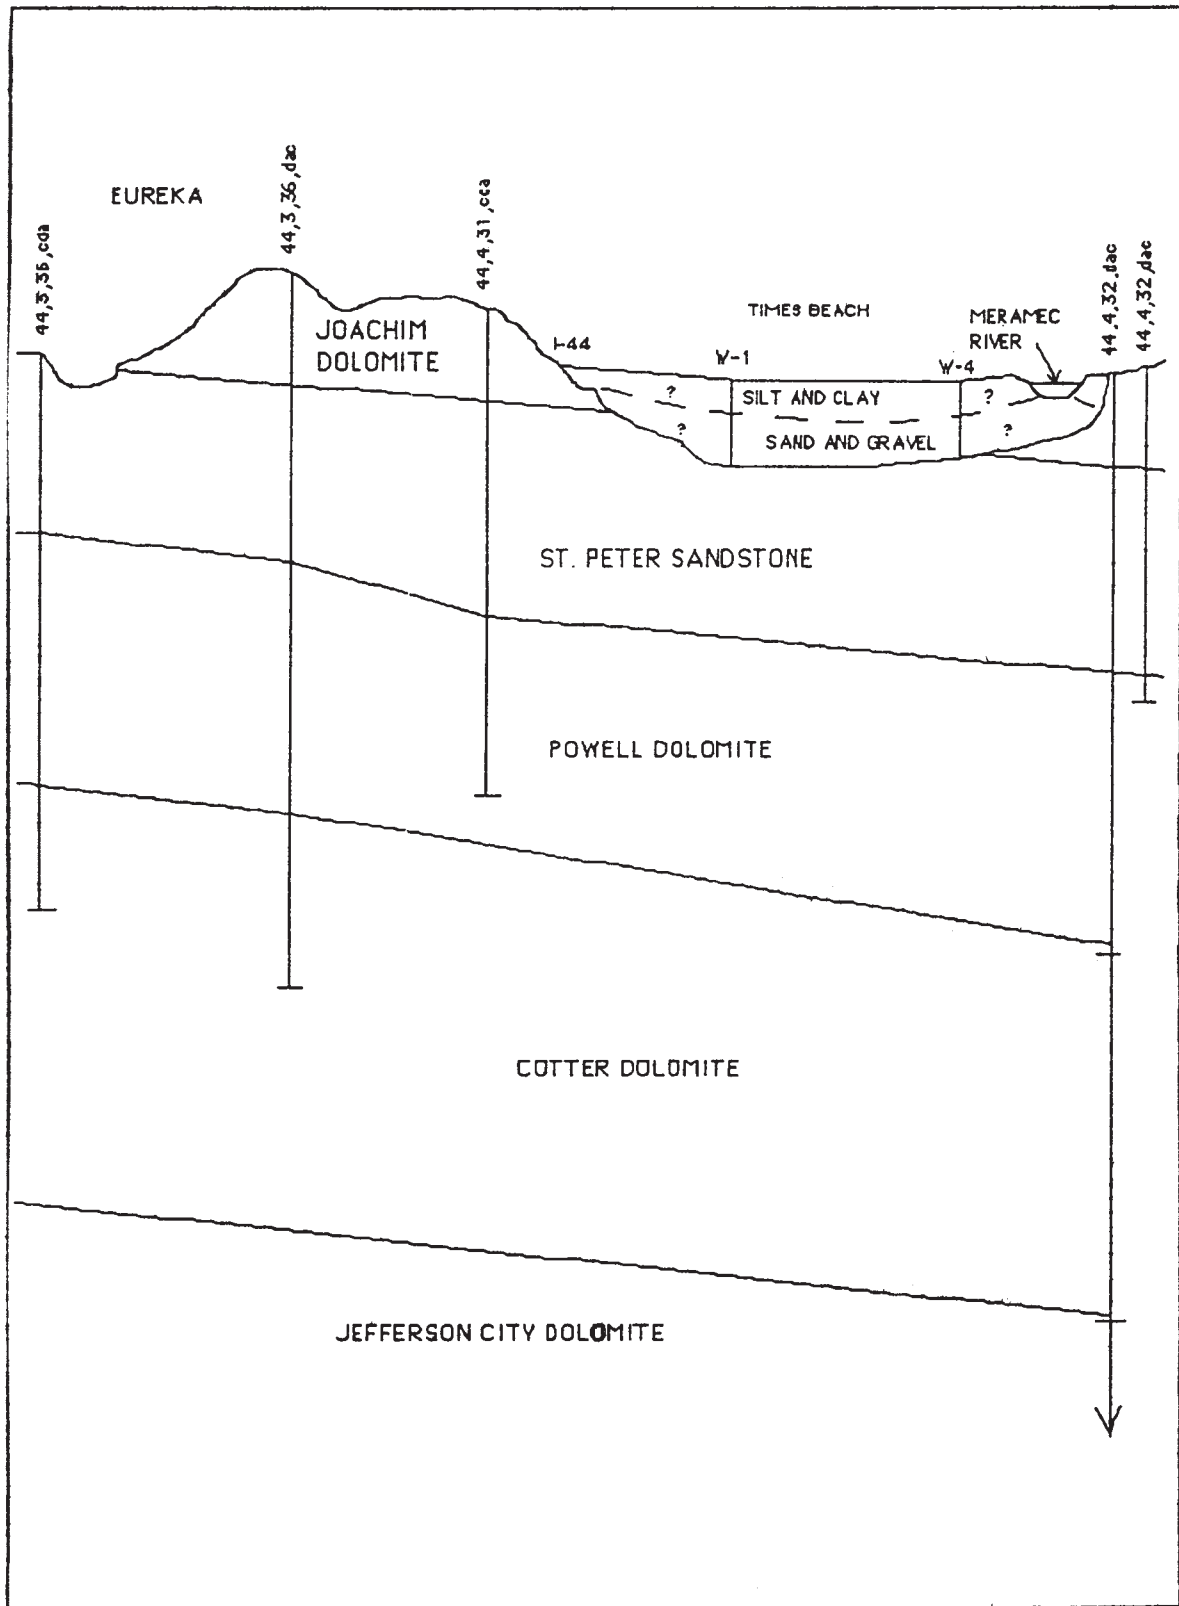 EUREKA
44,3,35,cda
44,3,36,dac
44,4,31,cca
44,4,32,dac
44,4,32,dac
JOACHIM
DOLOMITE
I-44
TIMES BEACH
W-1
W-4
MERAMEC
RIVER
?
?
SILT AND CLAY
?
SAND AND GRAVEL
?
ST. PETER SANDSTONE
POWELL DOLOMITE
COTTER DOLOMITE
JEFFERSON CITY DOLOMITE